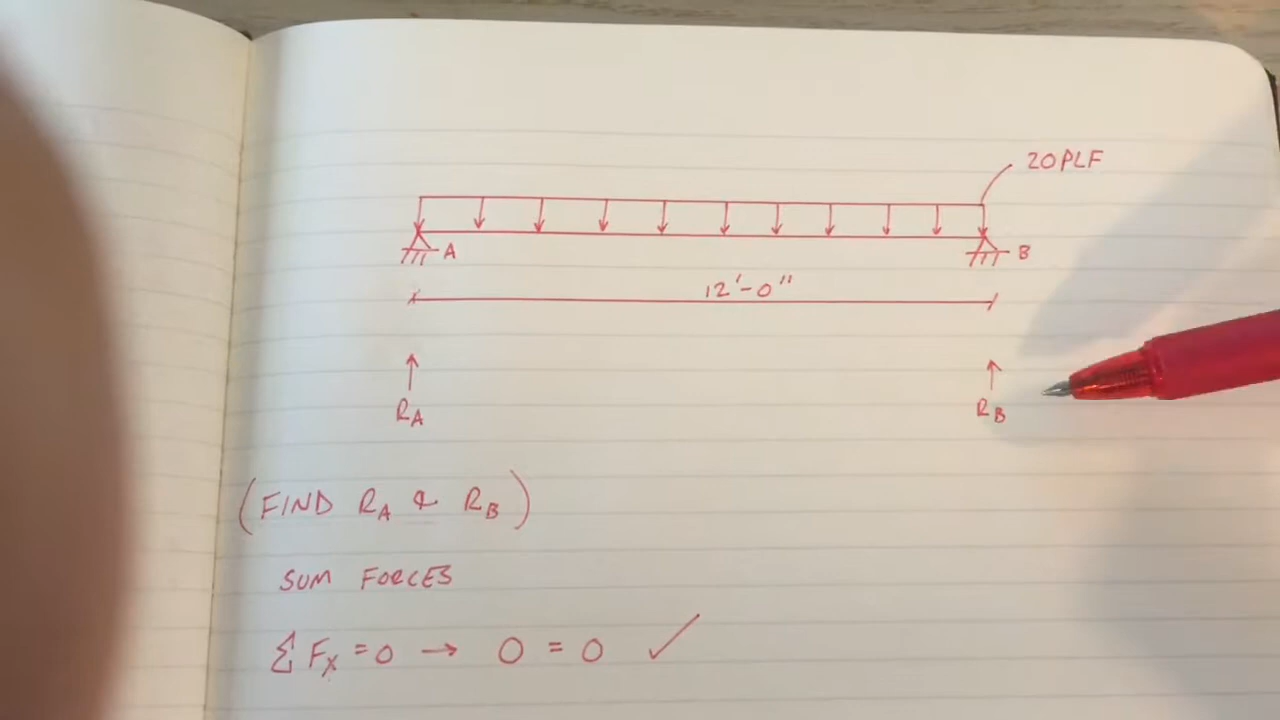 20PLF
A
B
12'-0"
RA
RB
(FIND RA & RB)
SUM FORCES
ΣFx = 0 → 0 = 0 ✓